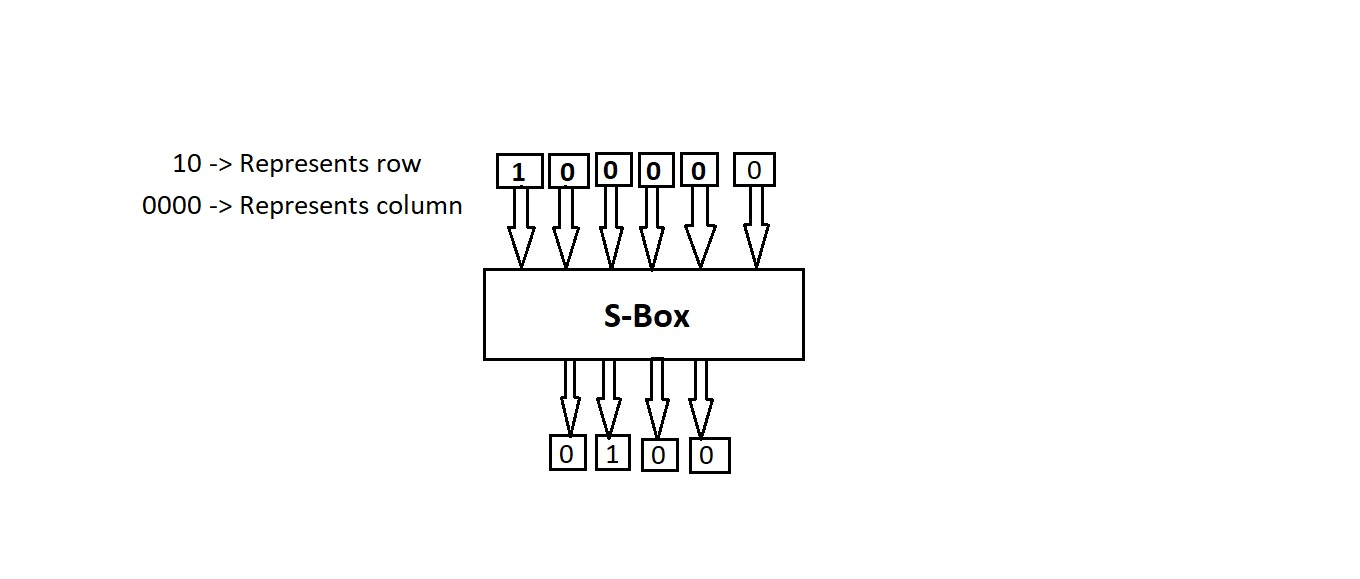 10 -> Represents row
1 0 0 0 0 0
0000 -> Represents column
S-Box
0 1 0 0